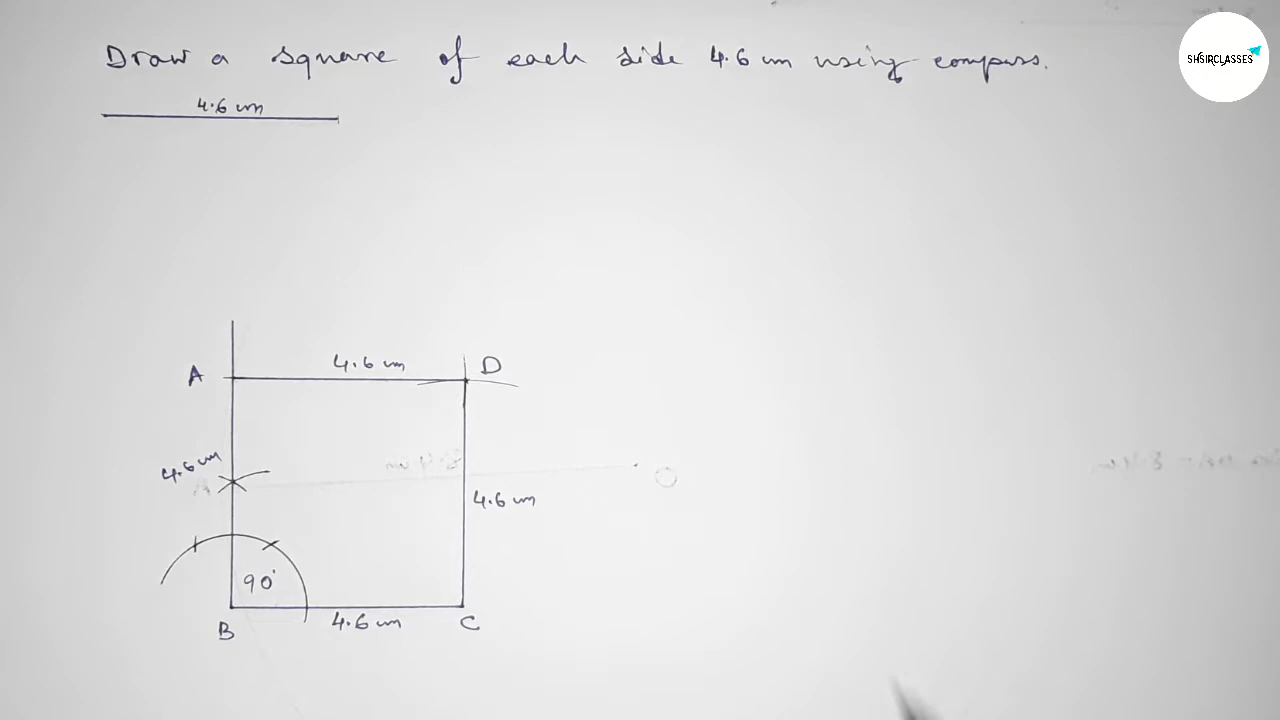 Draw a square of each side 4.6 cm using compass.
SHSIRCLASSES
4.6 cm
A 4.6 cm D
4.6 cm
4.6 cm
90°
B 4.6 cm C